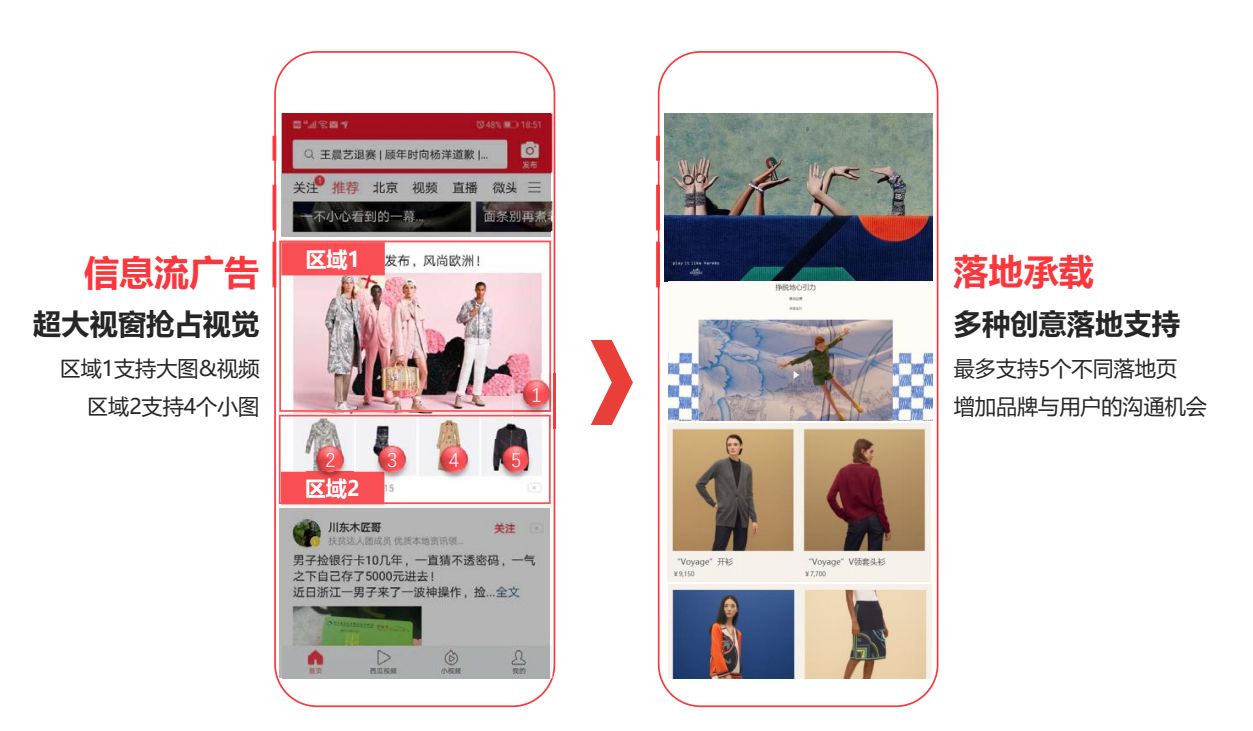 信息流广告
超大视窗抢占视觉
区域1支持大图&视频
区域2支持4个小图
48% 18:51
王晨艺退赛 | 顾年时向杨洋道歉 |...
发布
关注 1 推荐 北京 视频 直播 微头
一不小心看到的一幕...
面条别再煮
区域1
发布，风尚欧洲！
1
2 3 4 5
区域2
15
川东木匠哥
关注
扶贫达人团成员 优质本地资讯领...
男子捡银行卡10几年，一直猜不透密码，一气
之下自己存了5000元进去！
近日浙江一男子来了一波神操作，捡...全文
首页 西瓜视频 小视频 我的
play it like Hermès
挣脱地心引力
“Voyage”开衫
¥9,150
“Voyage”V领套头衫
¥7,700
落地承载
多种创意落地支持
最多支持5个不同落地页
增加品牌与用户的沟通机会